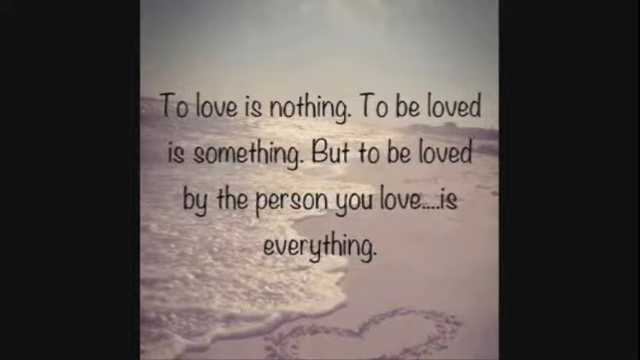 To love is nothing. To be loved
is something. But to be loved
by the person you love....is
everything.